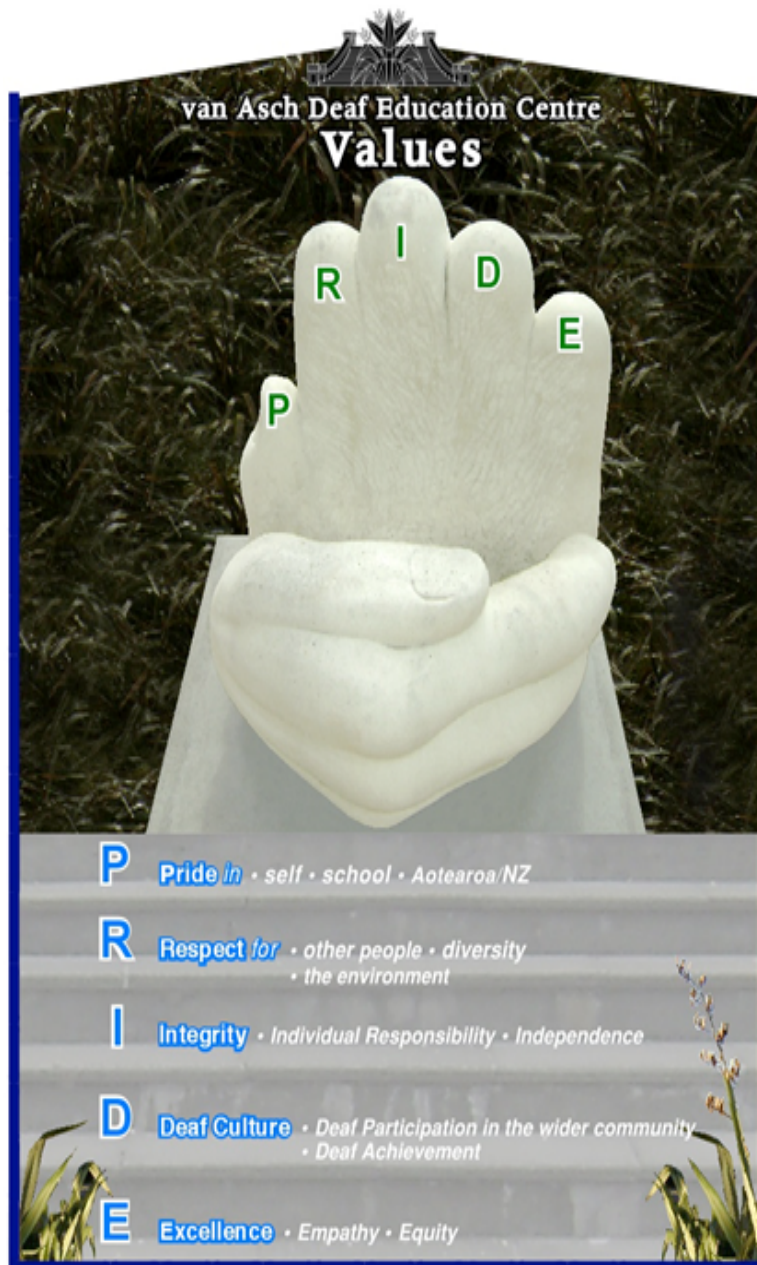 van Asch Deaf Education Centre
Values
P R I D E
P Pride in • self • school • Aotearoa/NZ
R Respect for • other people • diversity
• the environment
I Integrity • Individual Responsibility • Independence
D Deaf Culture • Deaf Participation in the wider community
• Deaf Achievement
E Excellence • Empathy • Equity